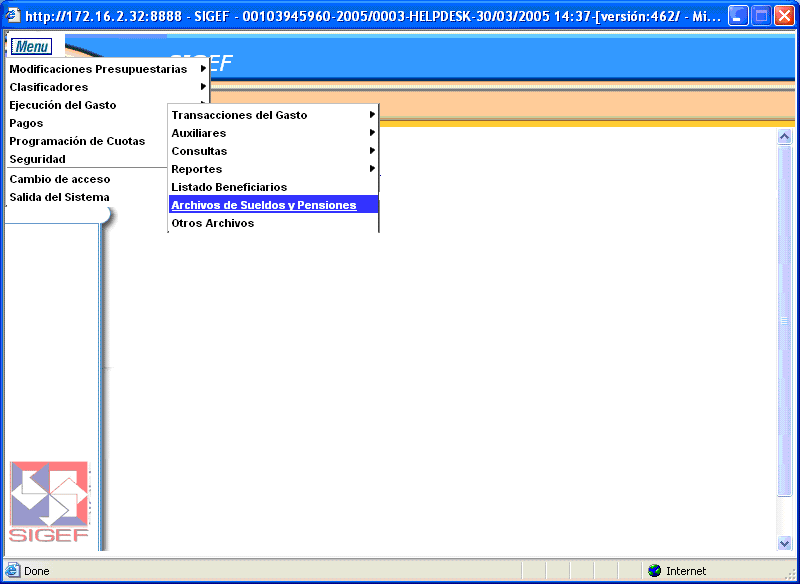 http://172.16.2.32:8888 - SIGEF - 00103945960-2005/0003-HELPDESK-30/03/2005 14:37-[versión:462/ - Mi...
Menu
SIGEF
Modificaciones Presupuestarias
Clasificadores
Ejecución del Gasto
Pagos
Programación de Cuotas
Seguridad
Cambio de acceso
Salida del Sistema
Transacciones del Gasto
Auxiliares
Consultas
Reportes
Listado Beneficiarios
Archivos de Sueldos y Pensiones
Otros Archivos
SIGEF
Done
Internet